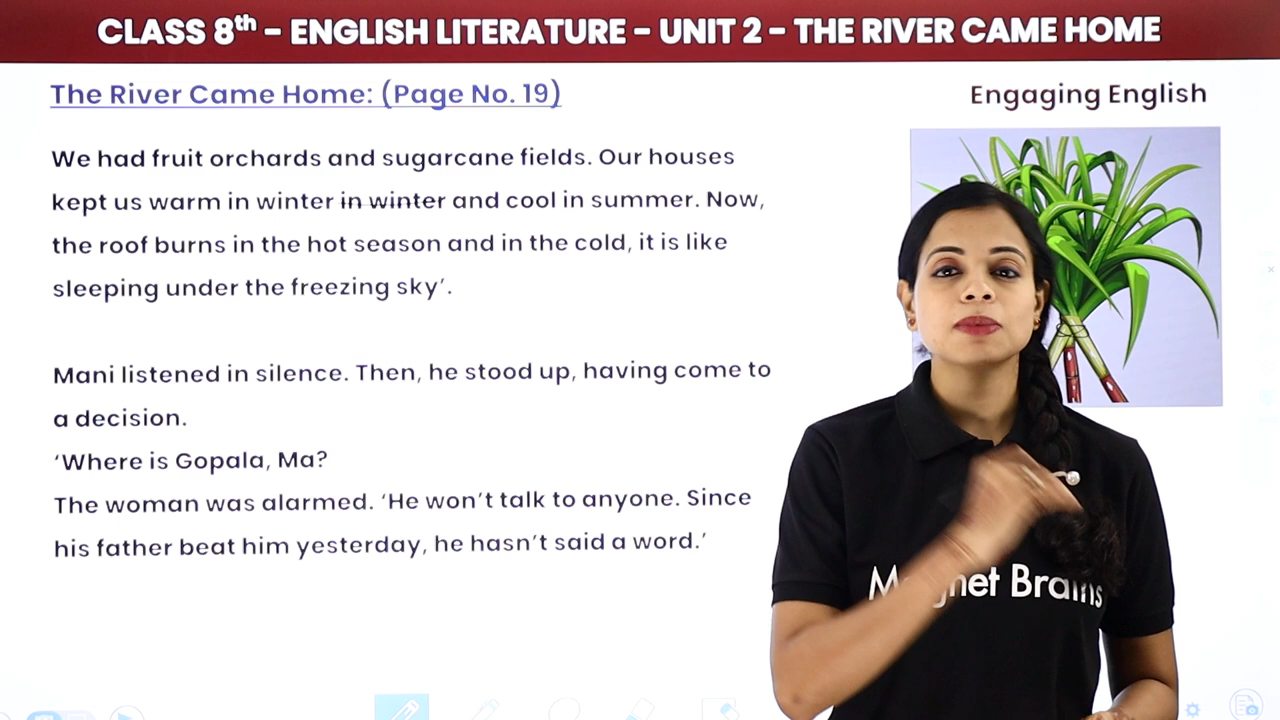 CLASS 8th – ENGLISH LITERATURE – UNIT 2 – THE RIVER CAME HOME
The River Came Home: (Page No. 19)
Engaging English
We had fruit orchards and sugarcane fields. Our houses
kept us warm in winter in winter and cool in summer. Now,
the roof burns in the hot season and in the cold, it is like
sleeping under the freezing sky’.
Mani listened in silence. Then, he stood up, having come to
a decision.
‘Where is Gopala, Ma?
The woman was alarmed. ‘He won’t talk to anyone. Since
his father beat him yesterday, he hasn’t said a word.’
Magnet Brains